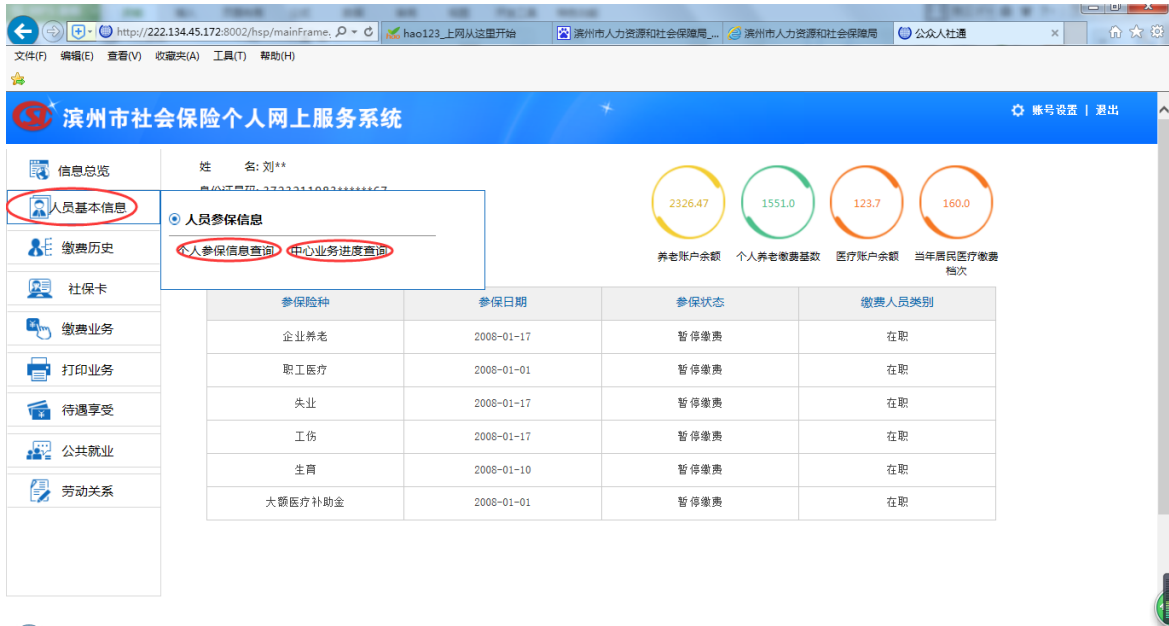 http://222.134.45.172:8002/hsp/mainFrame. hao123_上网从这里开始 滨州市人力资源和社会保障局_... 滨州市人力资源和社会保障局 公众人社通
文件(F) 编辑(E) 查看(V) 收藏夹(A) 工具(T) 帮助(H)
滨州市社会保险个人网上服务系统 账号设置 | 退出
信息总览
人员基本信息
缴费历史
社保卡
缴费业务
打印业务
待遇享受
公共就业
劳动关系
姓 名: 刘**
人员参保信息
个人参保信息查询 中心业务进度查询
2326.47 1551.0 123.7 160.0
养老账户余额 个人养老缴费基数 医疗账户余额 当年居民医疗缴费
档次
参保险种 参保日期 参保状态 缴费人员类别
企业养老 2008-01-17 暂停缴费 在职
职工医疗 2008-01-01 暂停缴费 在职
失业 2008-01-17 暂停缴费 在职
工伤 2008-01-17 暂停缴费 在职
生育 2008-01-10 暂停缴费 在职
大额医疗补助金 2008-01-01 暂停缴费 在职